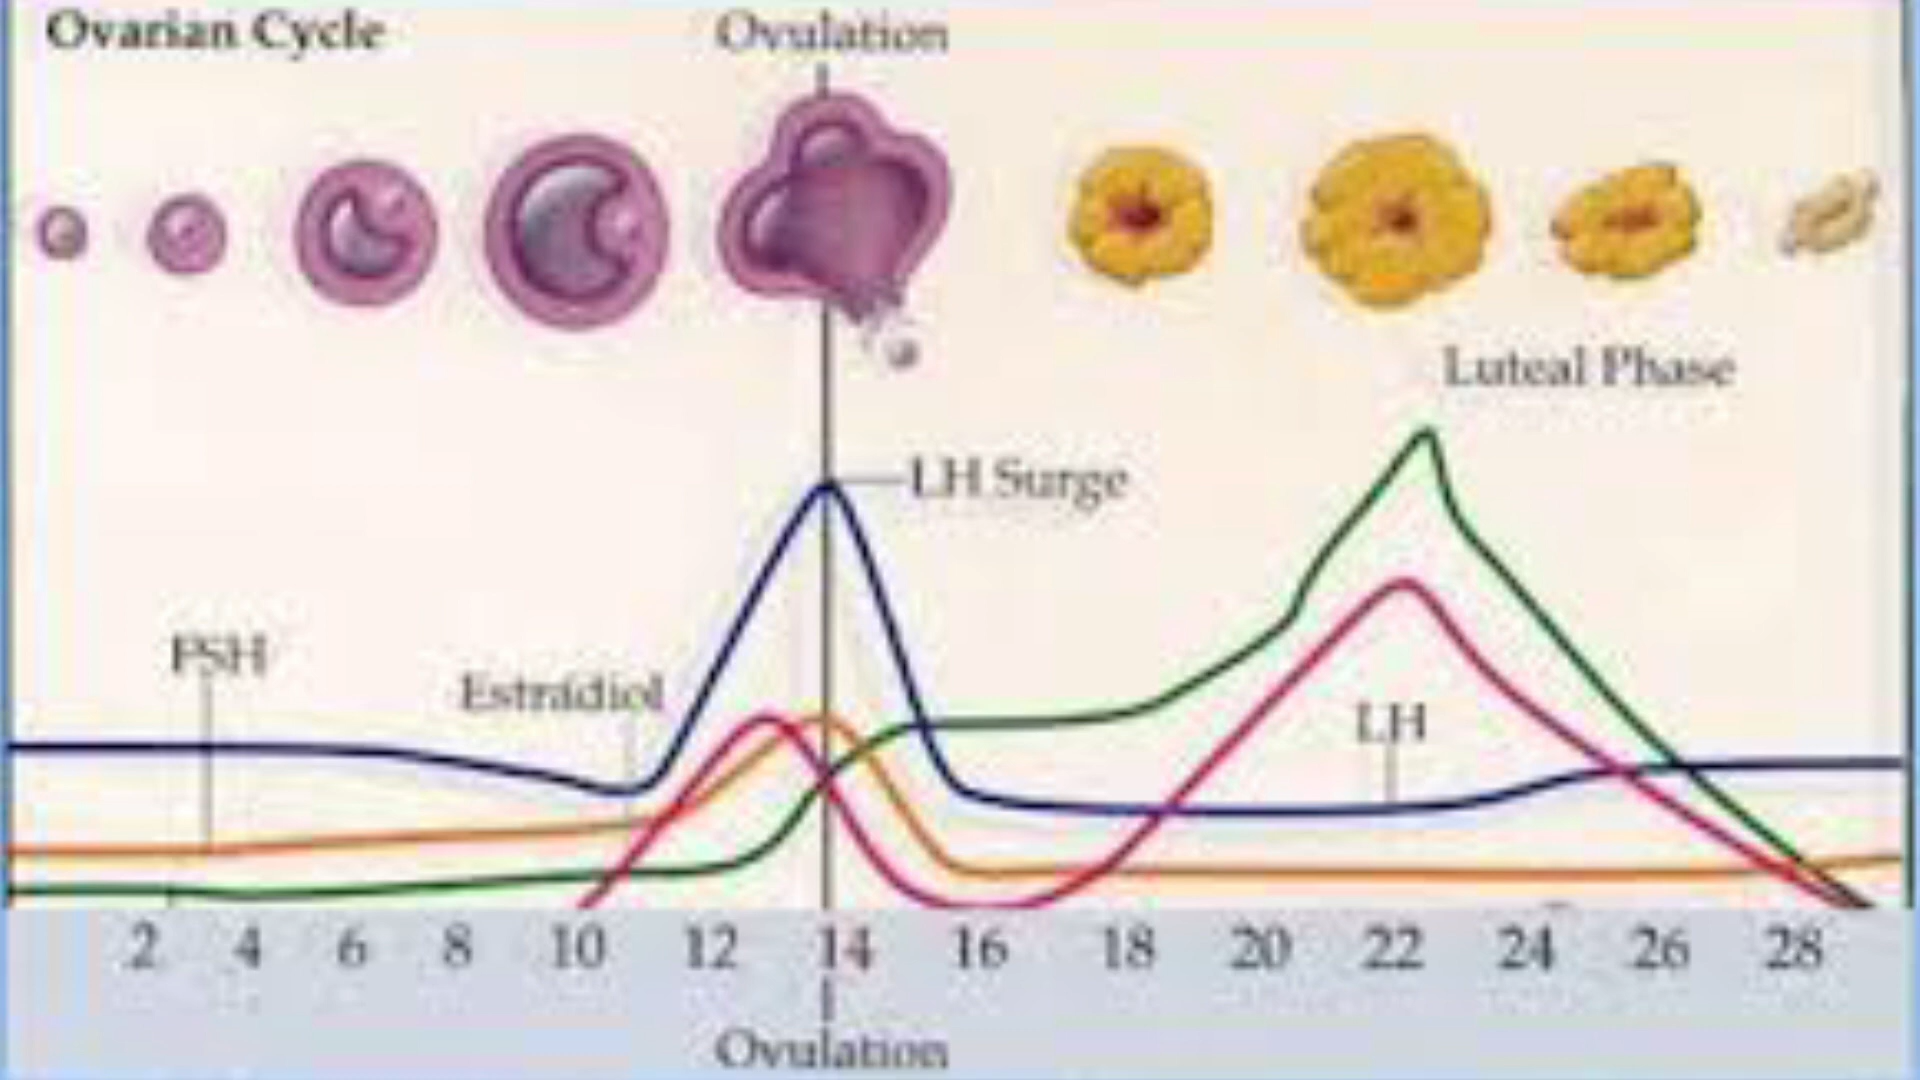 Ovarian Cycle
Ovulation
Luteal Phase
LH Surge
FSH
Estradiol
LH
2 4 6 8 10 12 14 16 18 20 22 24 26 28
Ovulation